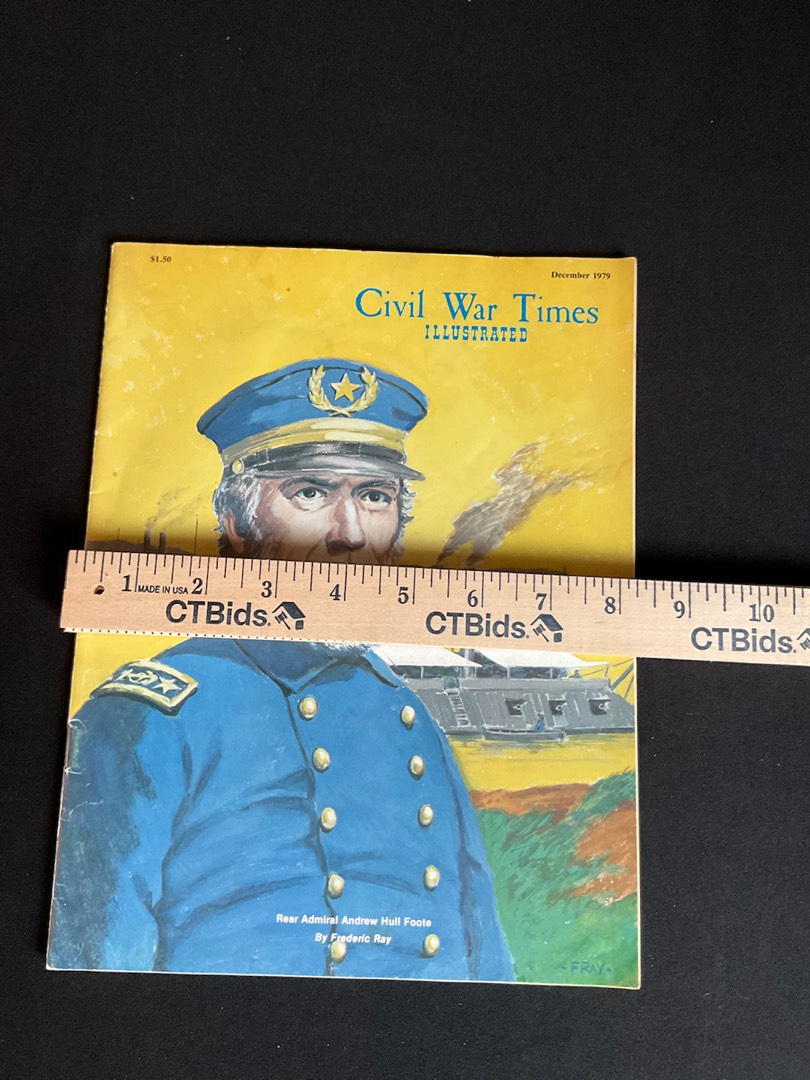 $1.50
December 1979
Civil War Times
ILLUSTRATED
1 MADE IN USA 2 3 4 5 6 7 8 9 10
CTBids. CTBids. CTBids
Rear Admiral Andrew Hull Foote
By Frederic Ray
-FRAY-